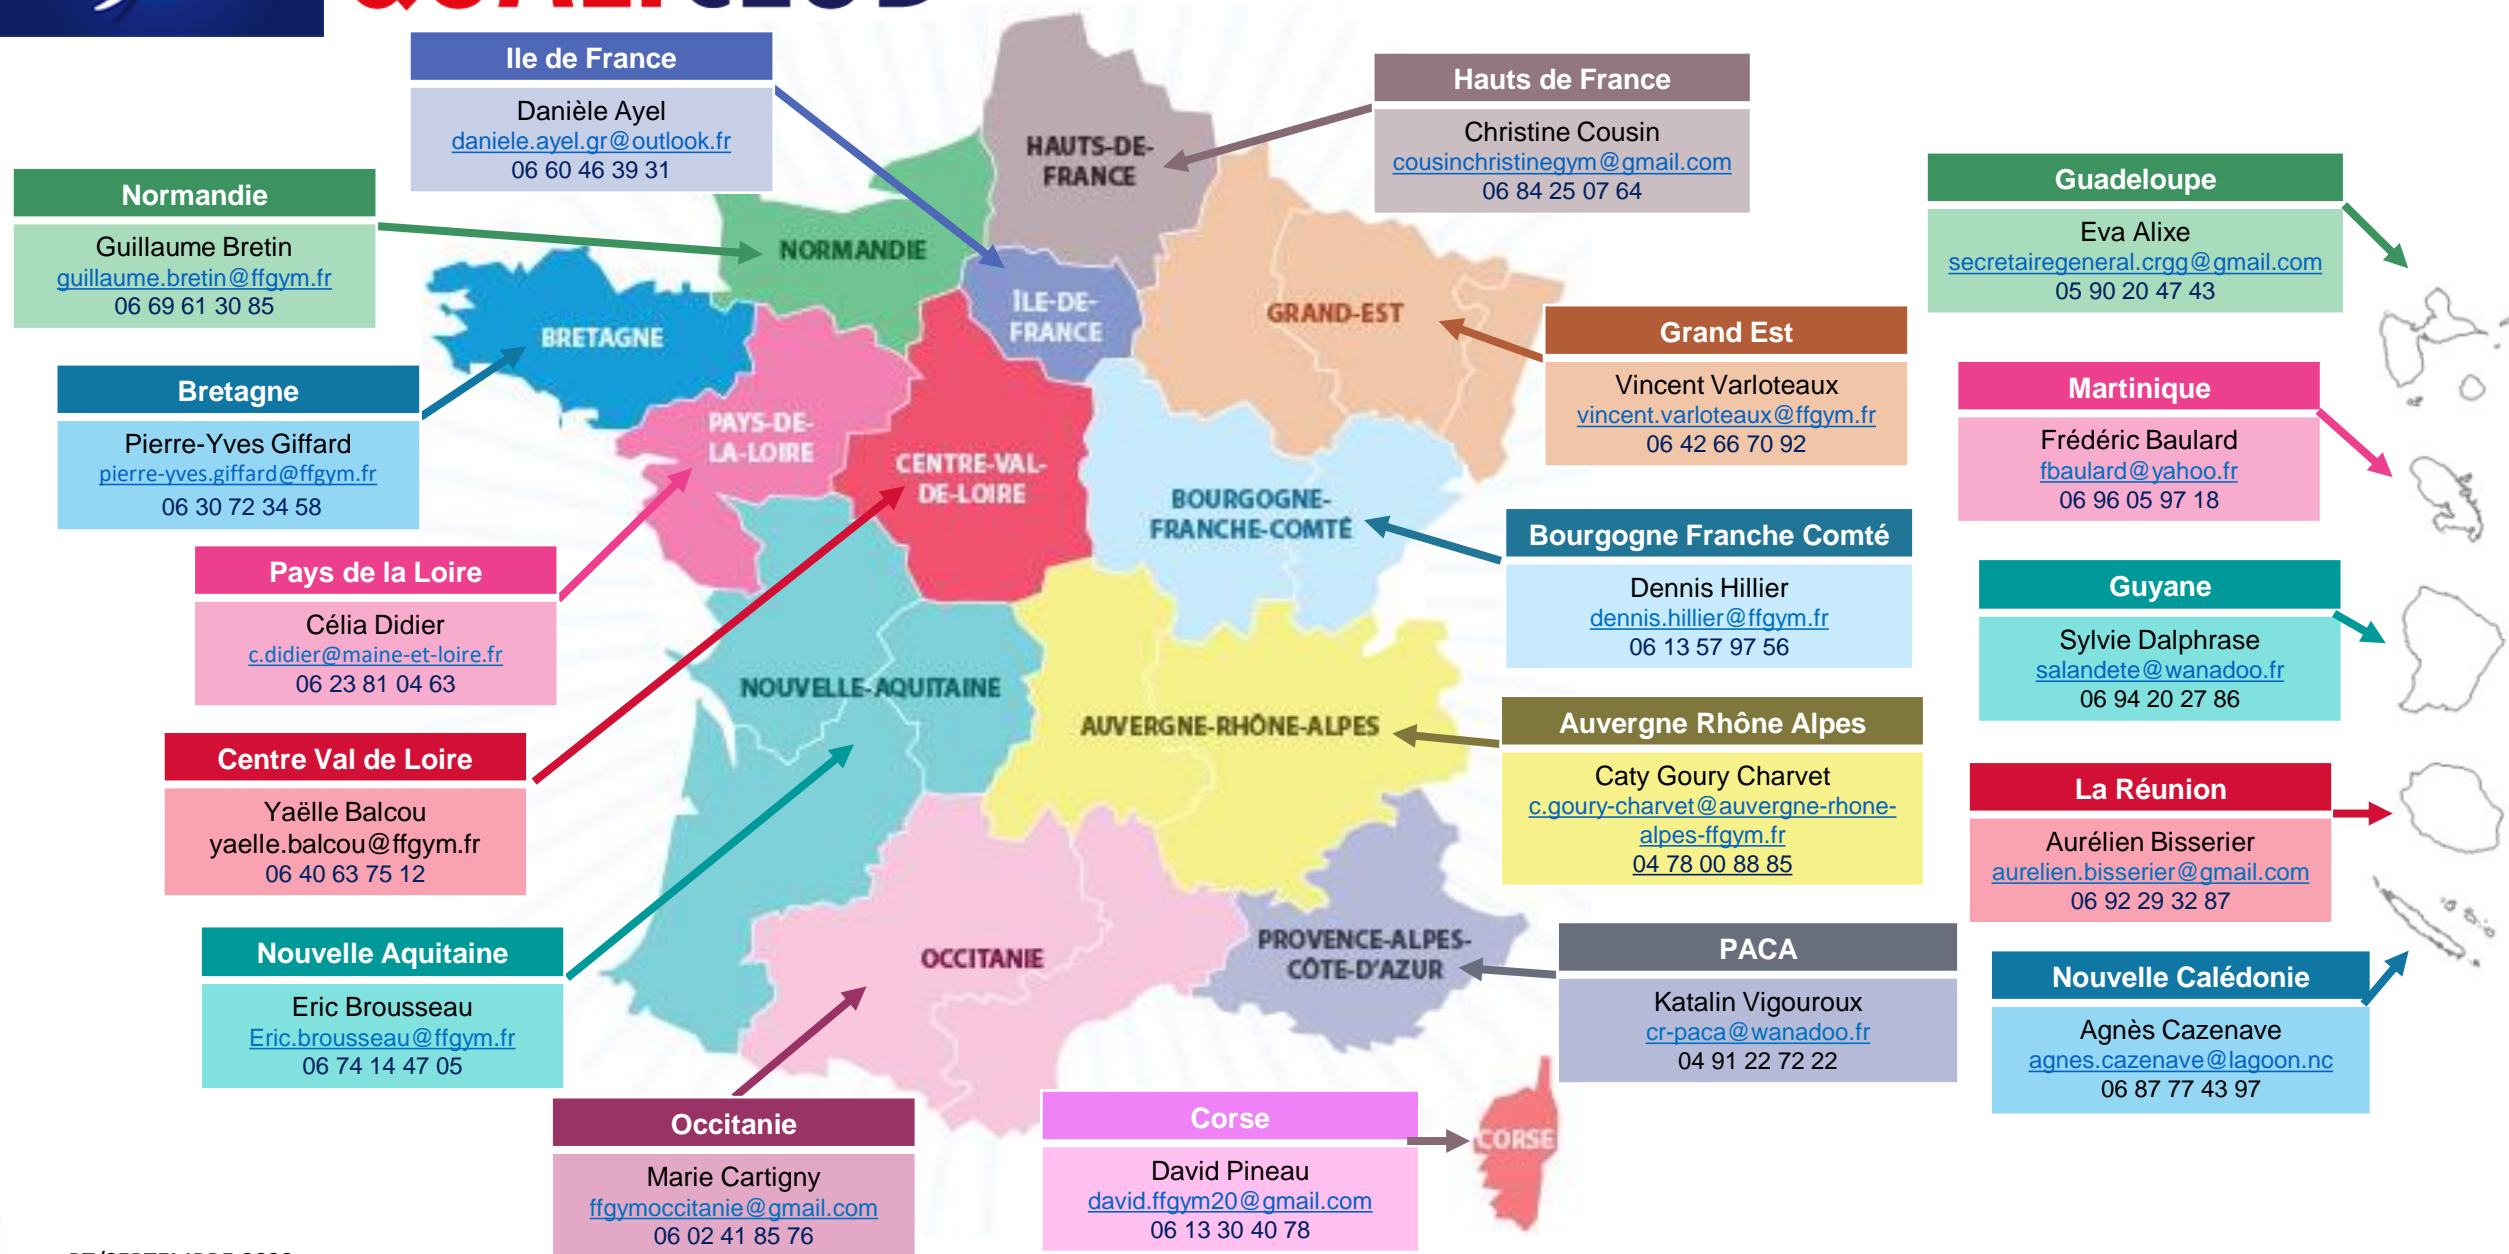 QUALI'CLUB
Ile de France
Danièle Ayel
daniele.ayel.gr@outlook.fr
06 60 46 39 31
Hauts de France
Christine Cousin
cousinchristinegym@gmail.com
06 84 25 07 64
Normandie
Guillaume Bretin
guillaume.bretin@ffgym.fr
06 69 61 30 85
Guadeloupe
Eva Alixe
secretairegeneral.crgg@gmail.com
05 90 20 47 43
Bretagne
Pierre-Yves Giffard
pierre-yves.giffard@ffgym.fr
06 30 72 34 58
Grand Est
Vincent Varloteaux
vincent.varloteaux@ffgym.fr
06 42 66 70 92
Martinique
Frédéric Baulard
fbaulard@yahoo.fr
06 96 05 97 18
Pays de la Loire
Célia Didier
c.didier@maine-et-loire.fr
06 23 81 04 63
Bourgogne Franche Comté
Dennis Hillier
dennis.hillier@ffgym.fr
06 13 57 97 56
Guyane
Sylvie Dalphrase
salandete@wanadoo.fr
06 94 20 27 86
Centre Val de Loire
Yaëlle Balcou
yaelle.balcou@ffgym.fr
06 40 63 75 12
Auvergne Rhône Alpes
Caty Goury Charvet
c.goury-charvet@auvergne-rhone-
alpes-ffgym.fr
04 78 00 88 85
La Réunion
Aurélien Bisserier
aurelien.bisserier@gmail.com
06 92 29 32 87
Nouvelle Aquitaine
Eric Brousseau
Eric.brousseau@ffgym.fr
06 74 14 47 05
PACA
Katalin Vigouroux
cr-paca@wanadoo.fr
04 91 22 72 22
Nouvelle Calédonie
Agnès Cazenave
agnes.cazenave@lagoon.nc
06 87 77 43 97
Occitanie
Marie Cartigny
ffgymoccitanie@gmail.com
06 02 41 85 76
Corse
David Pineau
david.ffgym20@gmail.com
06 13 30 40 78
HAUTS-DE-
FRANCE
NORMANDIE
ÎLE-DE-
FRANCE
GRAND-EST
BRETAGNE
PAYS-DE-
LA-LOIRE
CENTRE-VAL-
DE-LOIRE
BOURGOGNE-
FRANCHE-COMTÉ
NOUVELLE-AQUITAINE
AUVERGNE-RHÔNE-ALPES
OCCITANIE
PROVENCE-ALPES-
CÔTE-D'AZUR
CORSE